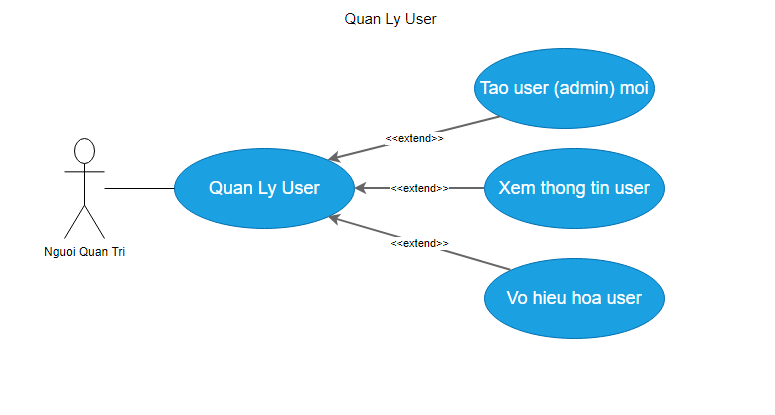 Quan Ly User
Tao user (admin) moi
<<extend>>
Quan Ly User
<<extend>>
Xem thong tin user
<<extend>>
Nguoi Quan Tri
Vo hieu hoa user